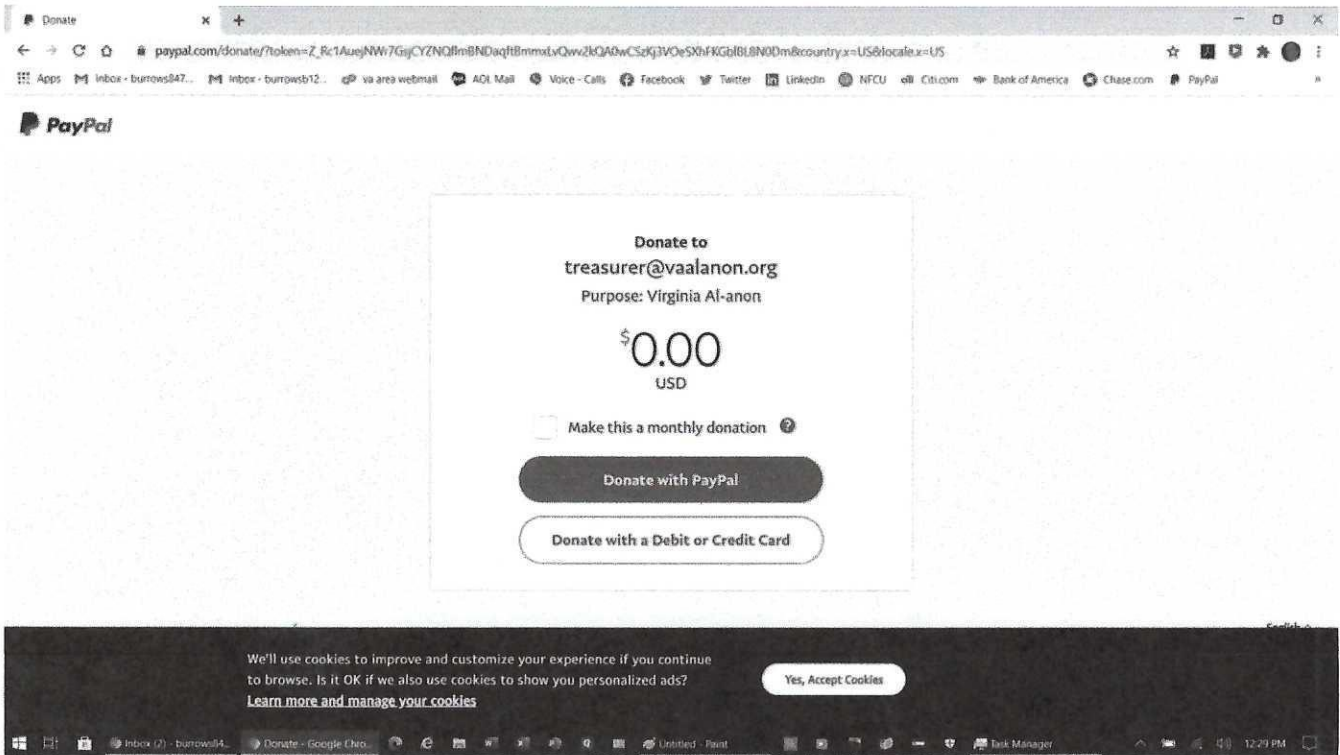 Donate
paypal.com/donate/?token=
Apps Inbox - burrows847... Inbox - burrowsb12... va area webmail AOL Mail Voice - Calls Facebook Twitter Linkedin NFCU Citi.com Bank of America Chase.com PayPal »
PayPal
Donate to
treasurer@vaalanon.org
Purpose: Virginia Al-anon
$0.00
USD
Make this a monthly donation ?
Donate with PayPal
Donate with a Debit or Credit Card
English
We'll use cookies to improve and customize your experience if you continue
to browse. Is it OK if we also use cookies to show you personalized ads?
Learn more and manage your cookies
Yes, Accept Cookies
Inbox (2) - burrows84... Donate - Google Chro... Untitled - Paint Task Manager 12:29 PM